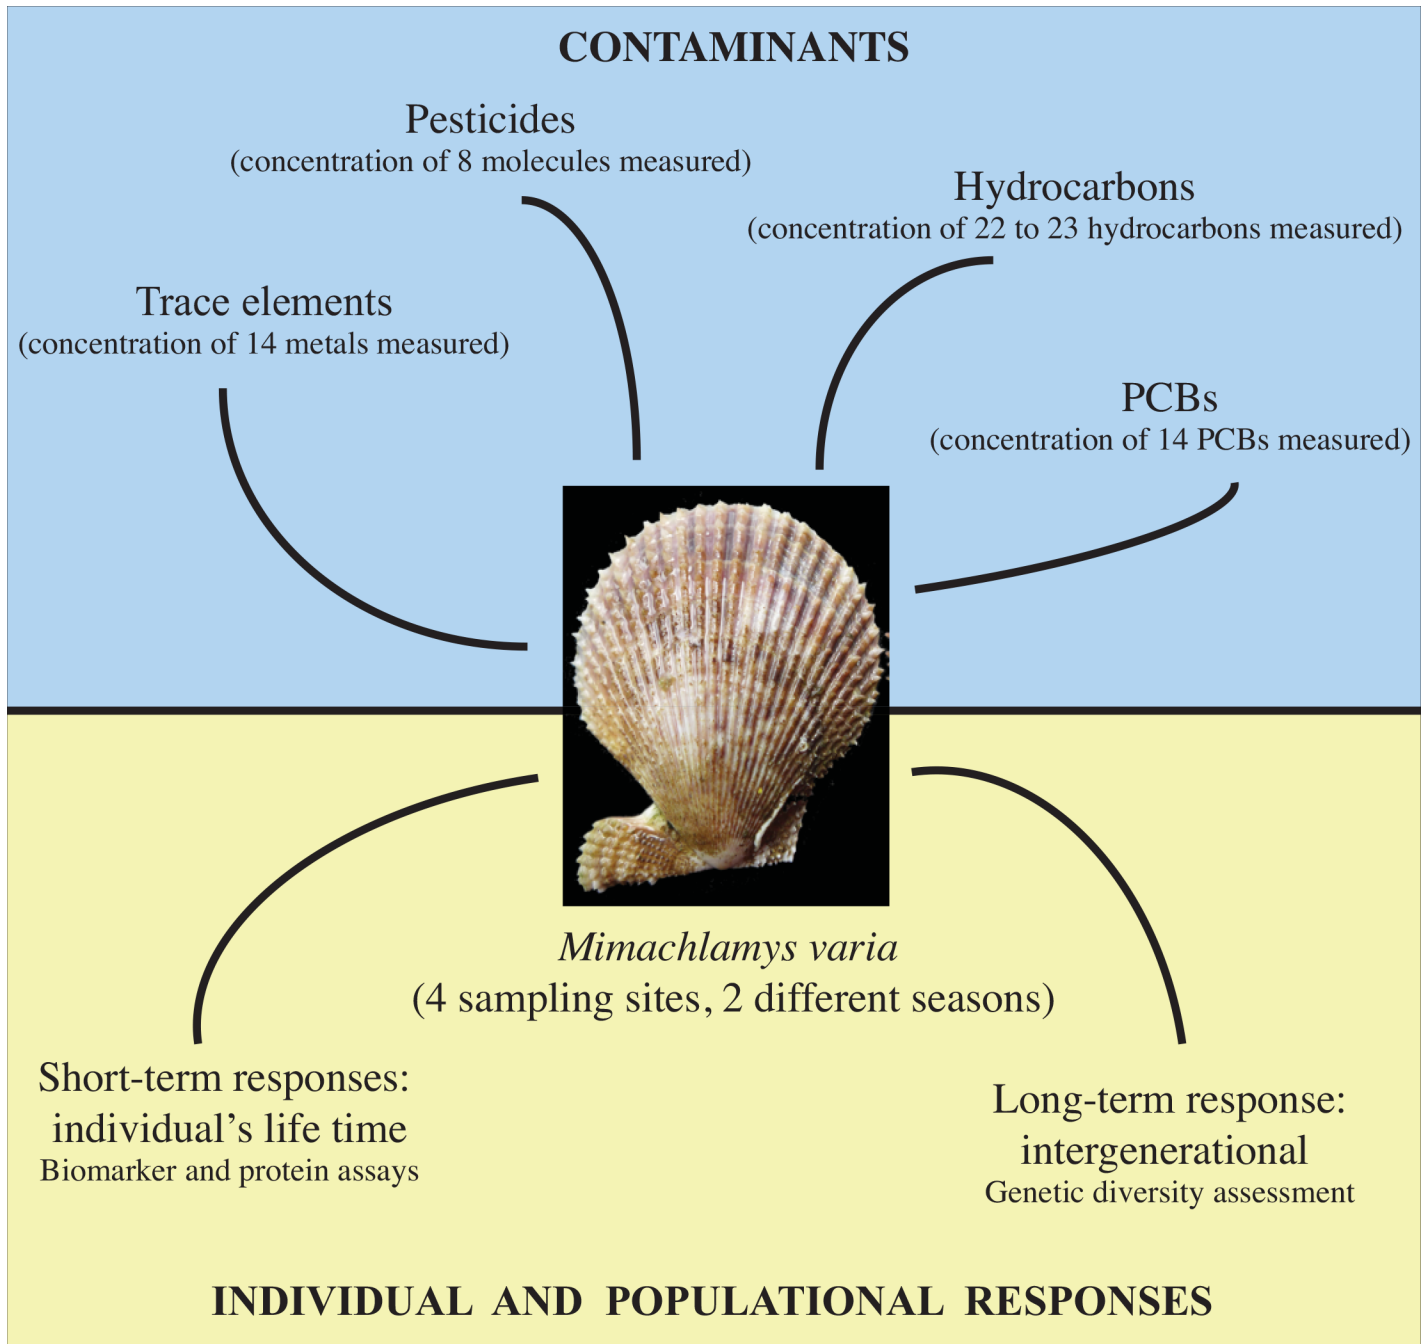 CONTAMINANTS
Pesticides
(concentration of 8 molecules measured)
Hydrocarbons
(concentration of 22 to 23 hydrocarbons measured)
Trace elements
(concentration of 14 metals measured)
PCBs
(concentration of 14 PCBs measured)
Mimachlamys varia
(4 sampling sites, 2 different seasons)
Short-term responses:
individual’s life time
Biomarker and protein assays
Long-term response:
intergenerational
Genetic diversity assessment
INDIVIDUAL AND POPULATIONAL RESPONSES